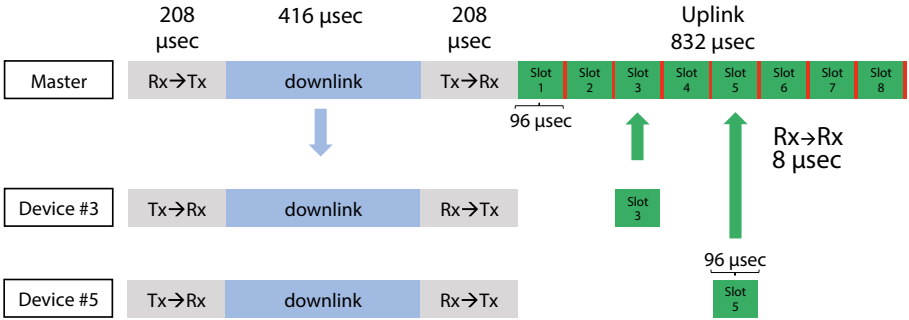 208
µsec
416 µsec
208
µsec
Uplink
832 µsec
Master
Rx→Tx
downlink
Tx→Rx
Slot
1
Slot
2
Slot
3
Slot
4
Slot
5
Slot
6
Slot
7
Slot
8
96 µsec
Rx→Rx
8 µsec
Device #3
Tx→Rx
downlink
Rx→Tx
Slot
3
96 µsec
Device #5
Tx→Rx
downlink
Rx→Tx
Slot
5